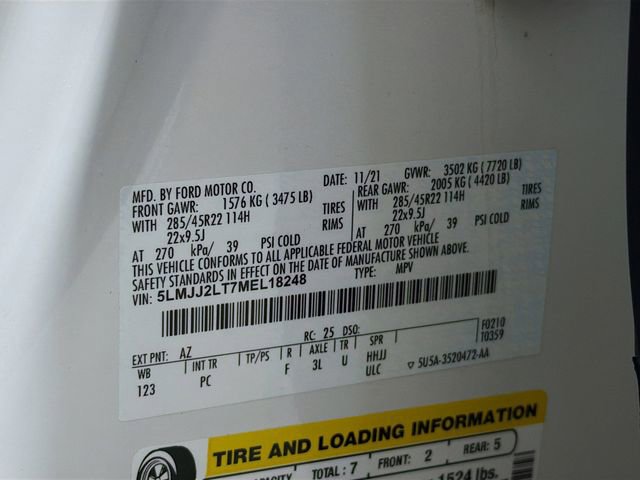 MFD. BY FORD MOTOR CO.
DATE: 11/21 GVWR: 3502 KG ( 7720 LB)
FRONT GAWR: 1576 KG ( 3475 LB)
REAR GAWR: 2005 KG ( 4420 LB)
WITH 285/45R22 114H TIRES
WITH 285/45R22 114H TIRES
22x9.5J RIMS
22x9.5J RIMS
AT 270 kPa/ 39 PSI COLD
AT 270 kPa/ 39 PSI COLD
THIS VEHICLE CONFORMS TO ALL APPLICABLE FEDERAL MOTOR VEHICLE
SAFETY STANDARDS IN EFFECT ON THE DATE OF MANUFACTURE SHOWN ABOVE.
VIN: 5LMJJ2LT7MEL18248
TYPE: MPV
F0210
T0359
EXT PNT: AZ RC: 25 DSO:
WB INT TR TP/PS R AXLE TR SPR
123 PC F 3L U HHJJ
ULC ▽ 5U5A-3520472-AA
TIRE AND LOADING INFORMATION
TOTAL : 7 FRONT: 2 REAR: 5
1524 lbs.